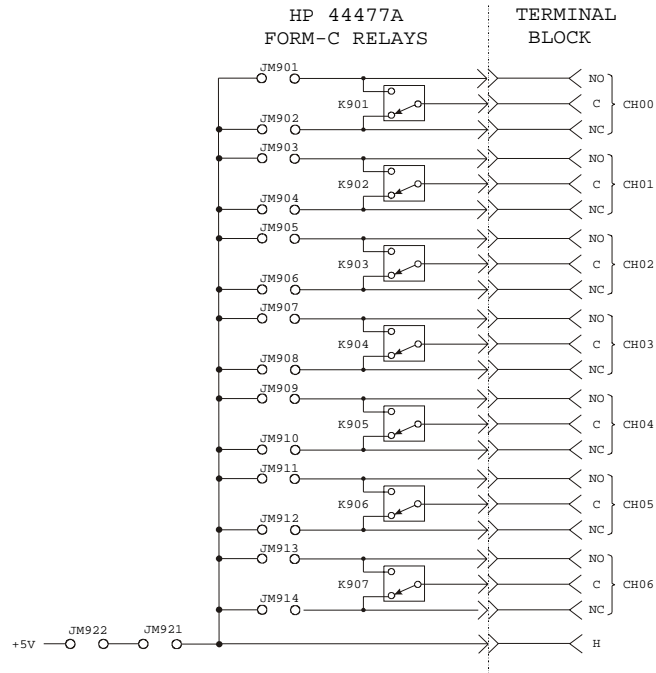 HP 44477A
FORM-C RELAYS
TERMINAL
BLOCK
JM901
NO
K901
C
CH00
JM902
NC
JM903
NO
K902
C
CH01
JM904
NC
JM905
NO
K903
C
CH02
JM906
NC
JM907
NO
K904
C
CH03
JM908
NC
JM909
NO
K905
C
CH04
JM910
NC
JM911
NO
K906
C
CH05
JM912
NC
JM913
NO
K907
C
CH06
JM914
NC
+5V
JM922
JM921
H